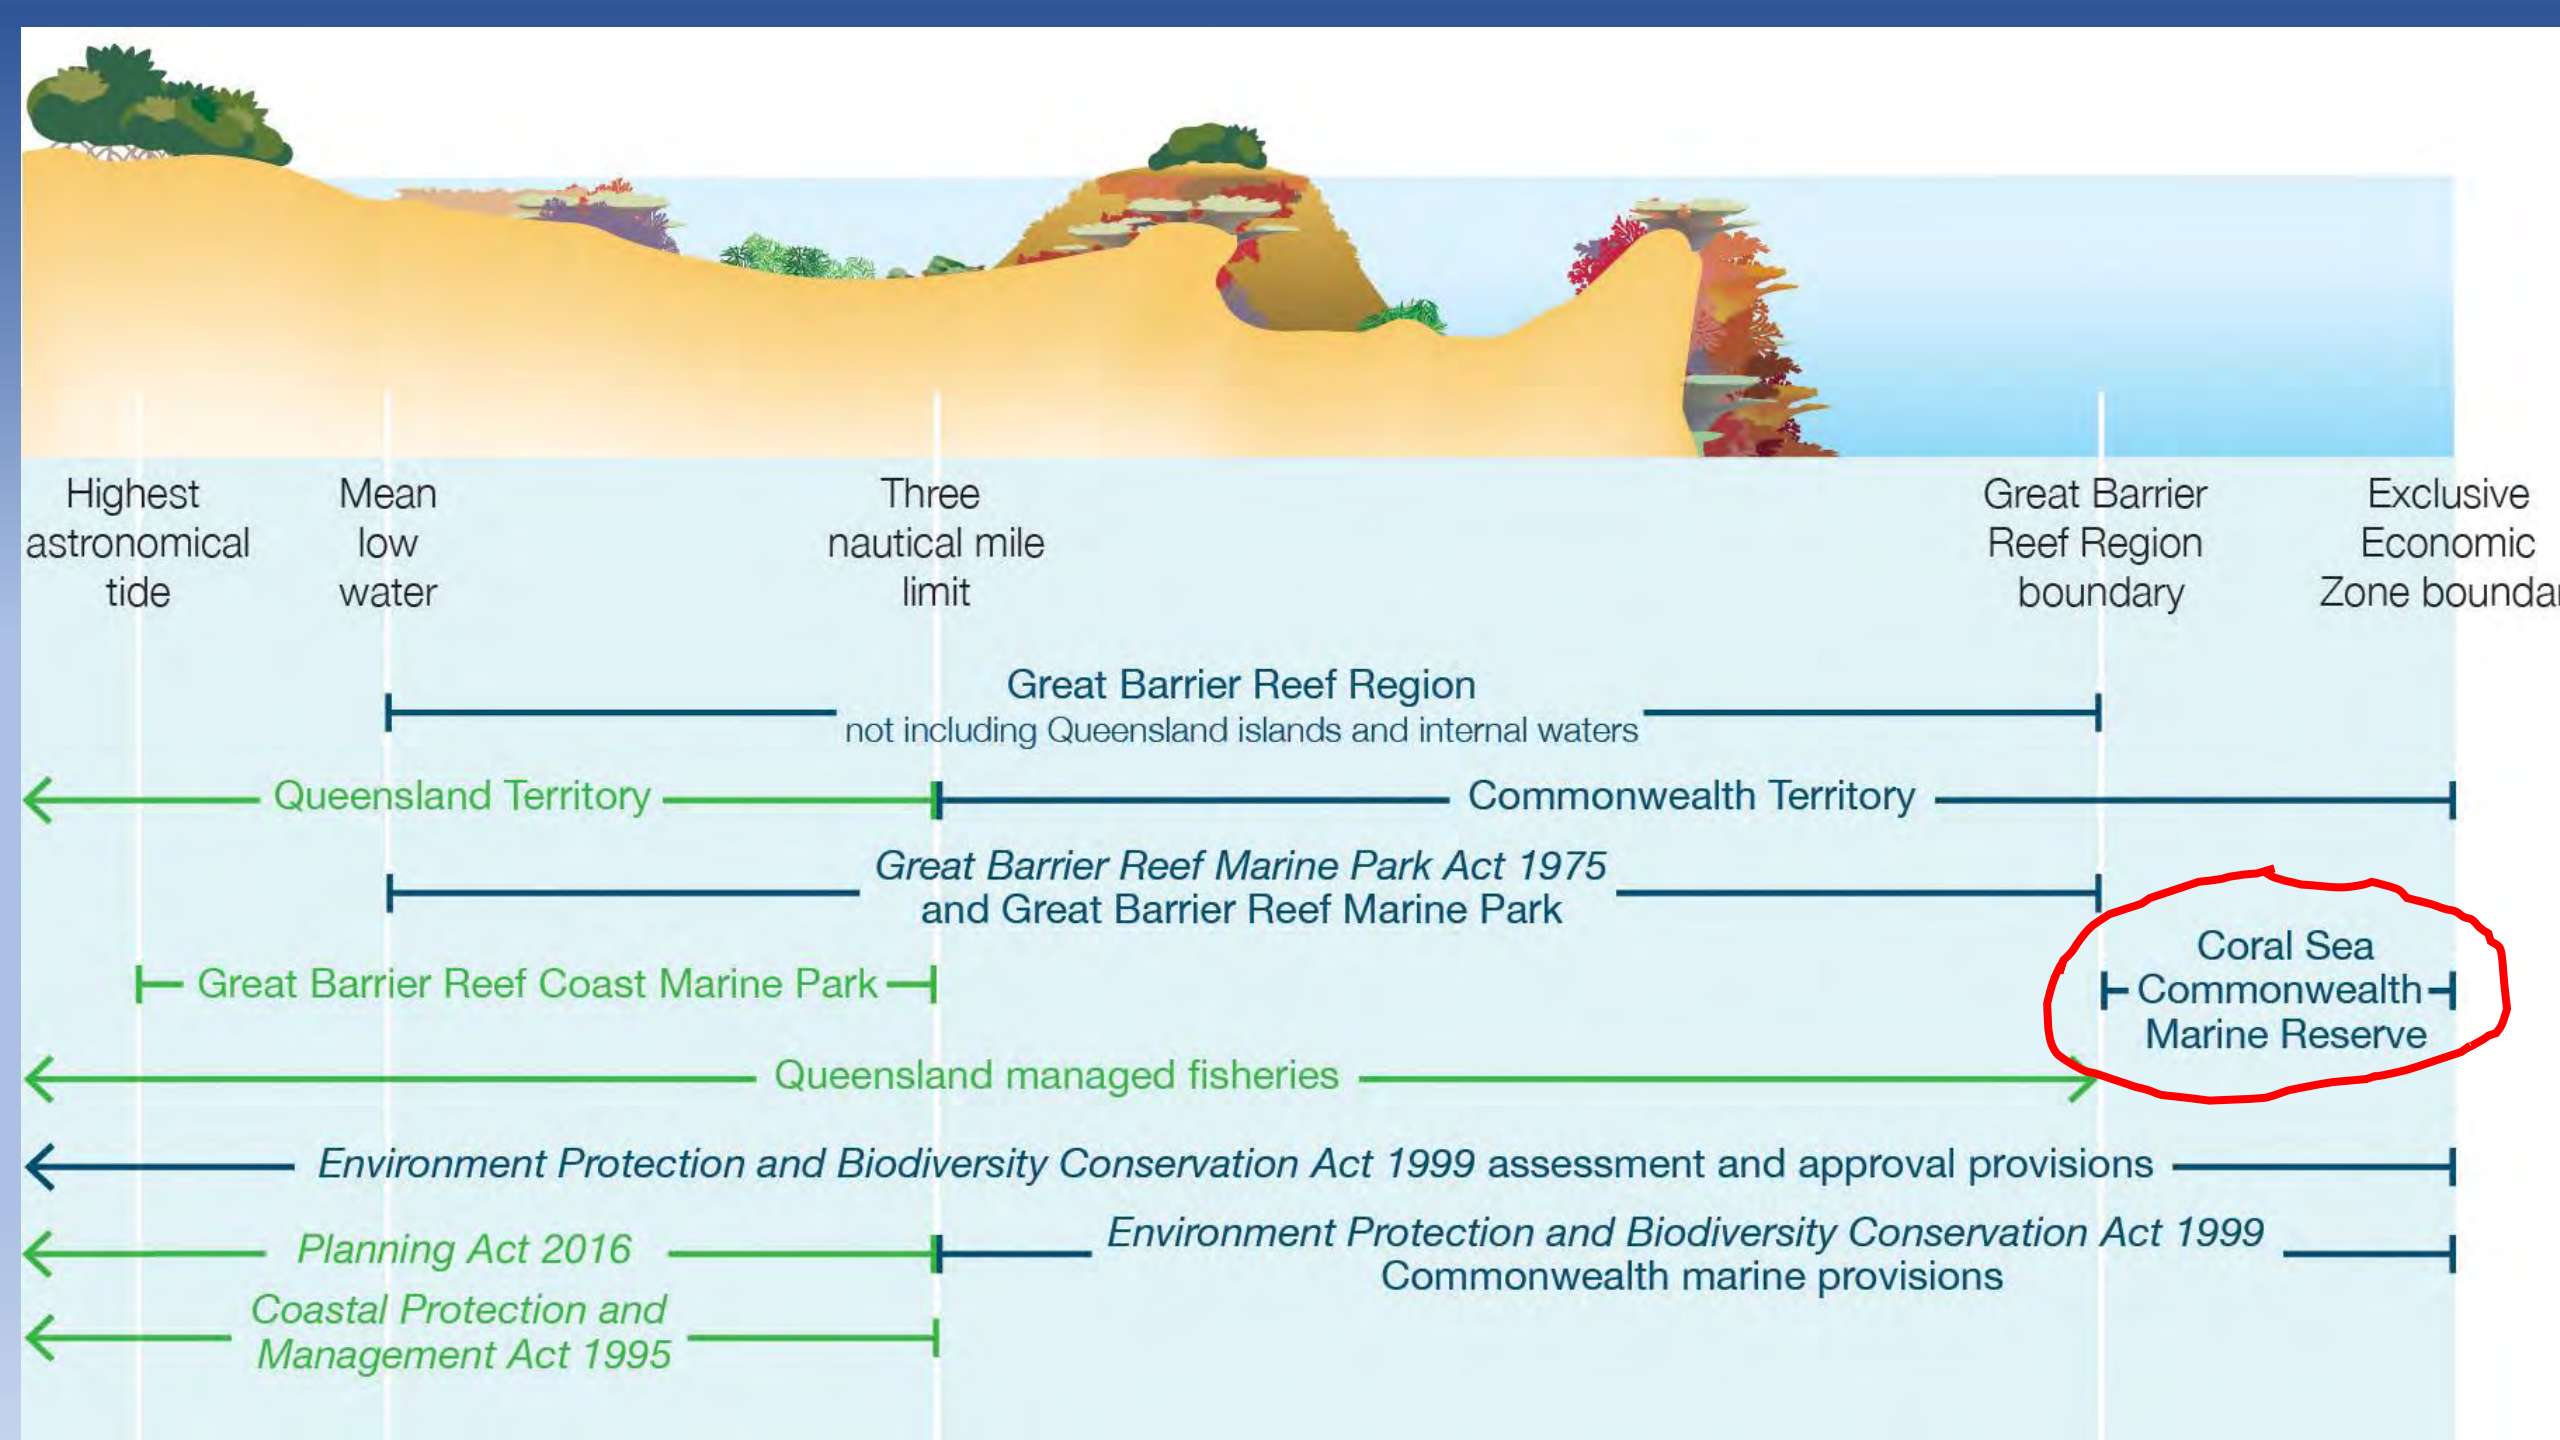 Highest
astronomical
tide
Mean
low
water
Three
nautical mile
limit
Great Barrier
Reef Region
boundary
Exclusive
Economic
Zone boundar
Great Barrier Reef Region
not including Queensland islands and internal waters
Queensland Territory
Commonwealth Territory
Great Barrier Reef Marine Park Act 1975
and Great Barrier Reef Marine Park
Great Barrier Reef Coast Marine Park
Coral Sea
Commonwealth
Marine Reserve
Queensland managed fisheries
Environment Protection and Biodiversity Conservation Act 1999 assessment and approval provisions
Planning Act 2016
Environment Protection and Biodiversity Conservation Act 1999
Commonwealth marine provisions
Coastal Protection and
Management Act 1995